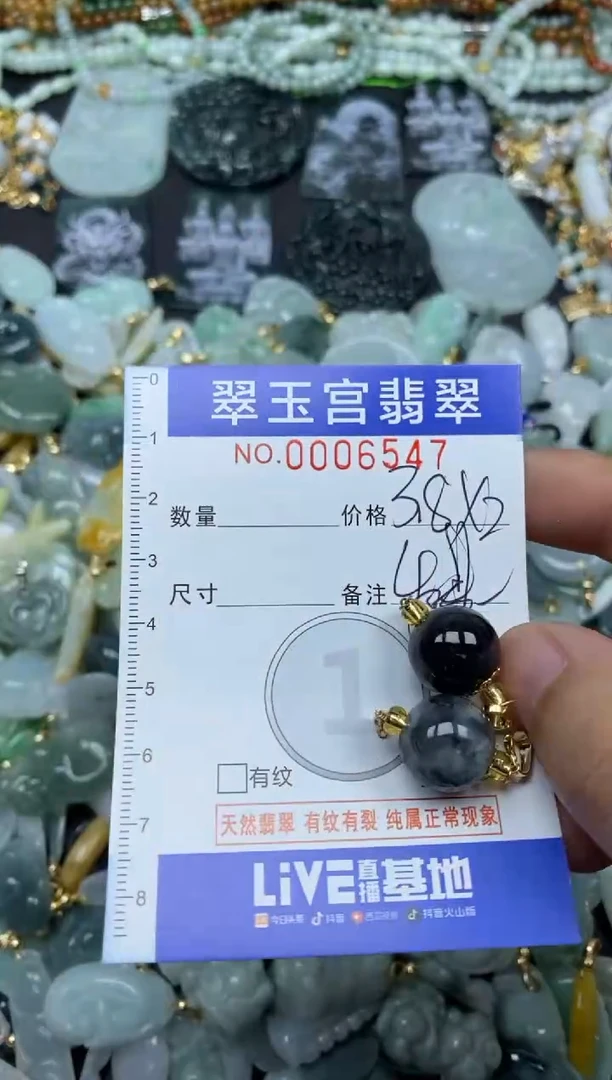 翠玉宫翡翠
NO.0006547
数量 价格 38X2
尺寸 备注
1
有纹
天然翡翠 有纹有裂 纯属正常现象
LiVE直播基地
今日头条 抖音 西瓜视频 抖音火山版
0
1
2
3
4
5
6
7
8